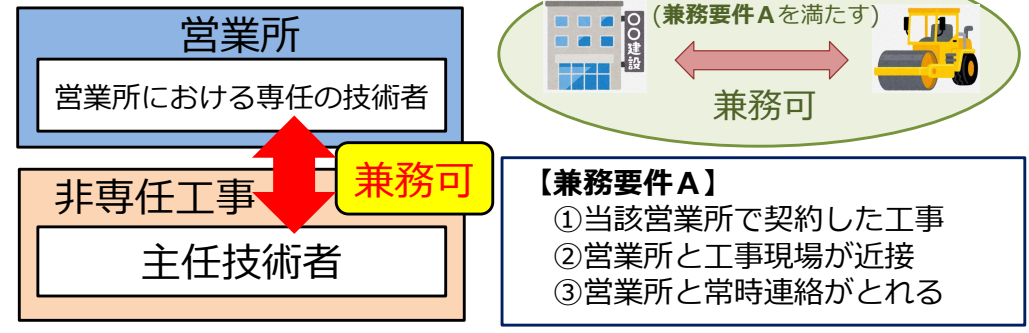 営業所
営業所における専任の技術者
兼務可
非専任工事
主任技術者
(兼務要件Aを満たす)
〇〇建設
兼務可
【兼務要件A】
①当該営業所で契約した工事
②営業所と工事現場が近接
③営業所と常時連絡がとれる